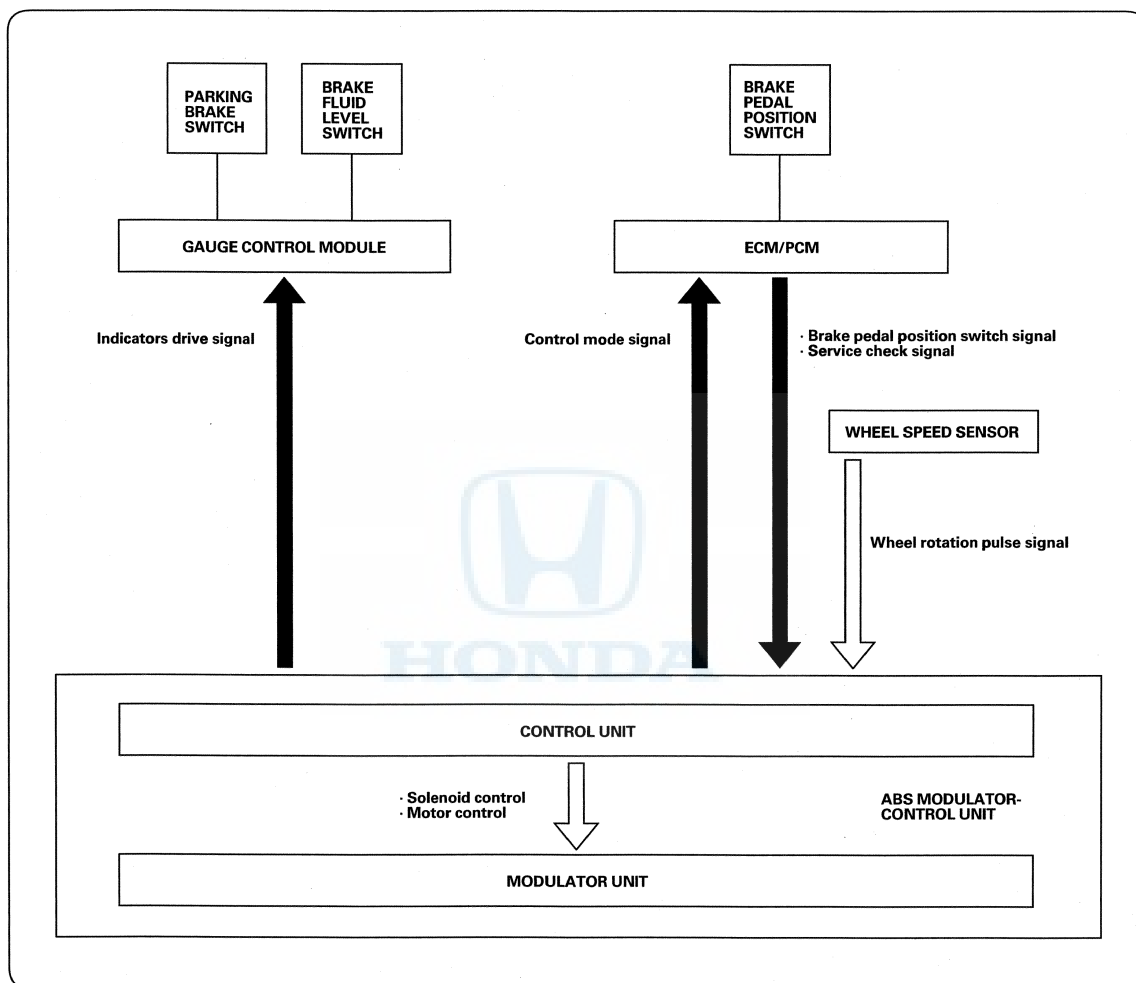 PARKING
BRAKE
SWITCH
BRAKE
FLUID
LEVEL
SWITCH
BRAKE
PEDAL
POSITION
SWITCH
GAUGE CONTROL MODULE
ECM/PCM
Indicators drive signal
Control mode signal
· Brake pedal position switch signal
· Service check signal
WHEEL SPEED SENSOR
Wheel rotation pulse signal
HONDA
CONTROL UNIT
· Solenoid control
· Motor control
ABS MODULATOR-
CONTROL UNIT
MODULATOR UNIT